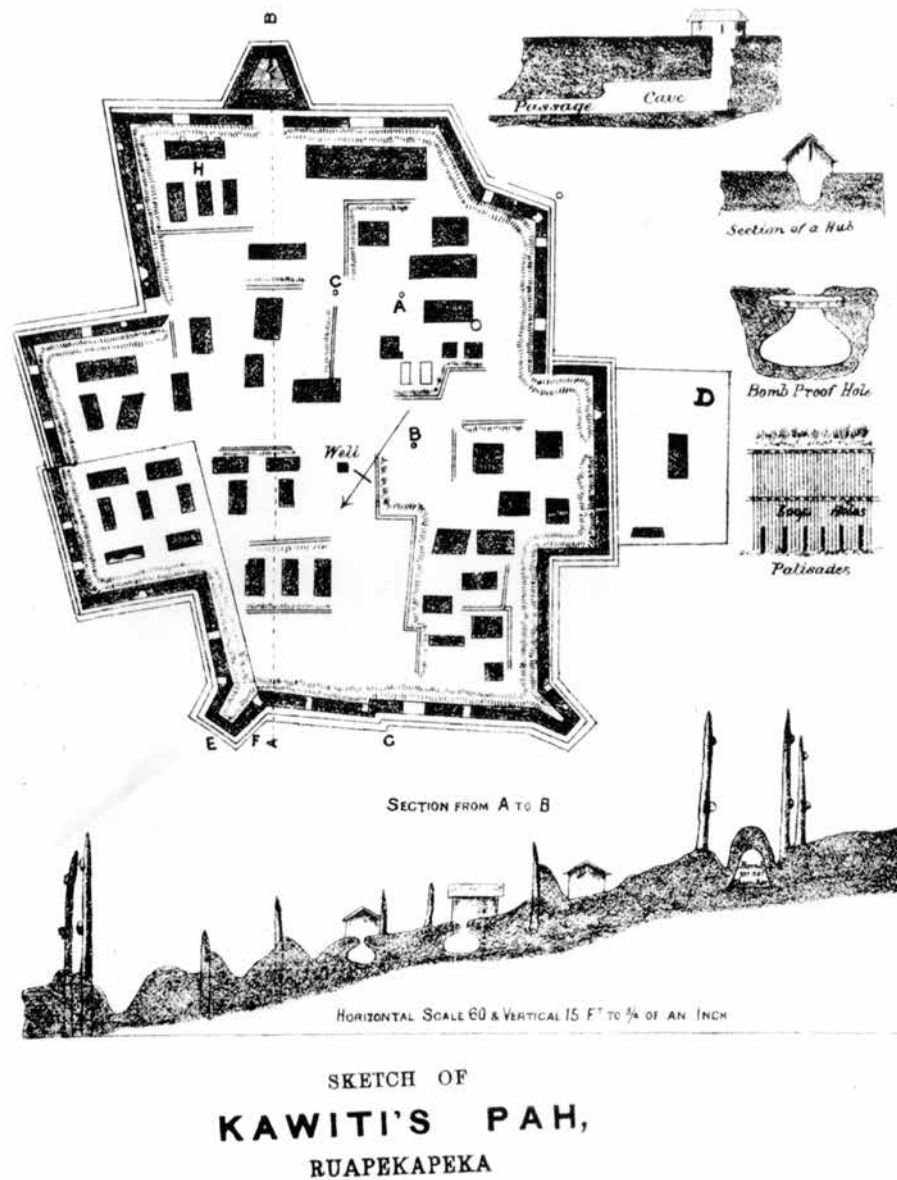 B
Passage
Cave
H
Section of a Hut
C
A
Bomb Proof Hole
D
Well
B
Loop Holes
Palisades
E
F
A
G
SECTION FROM A TO B
HORIZONTAL SCALE 60 & VERTICAL 15 FT TO 3/4 OF AN INCH
SKETCH OF
KAWITI'S PAH,
RUAPEKAPEKA